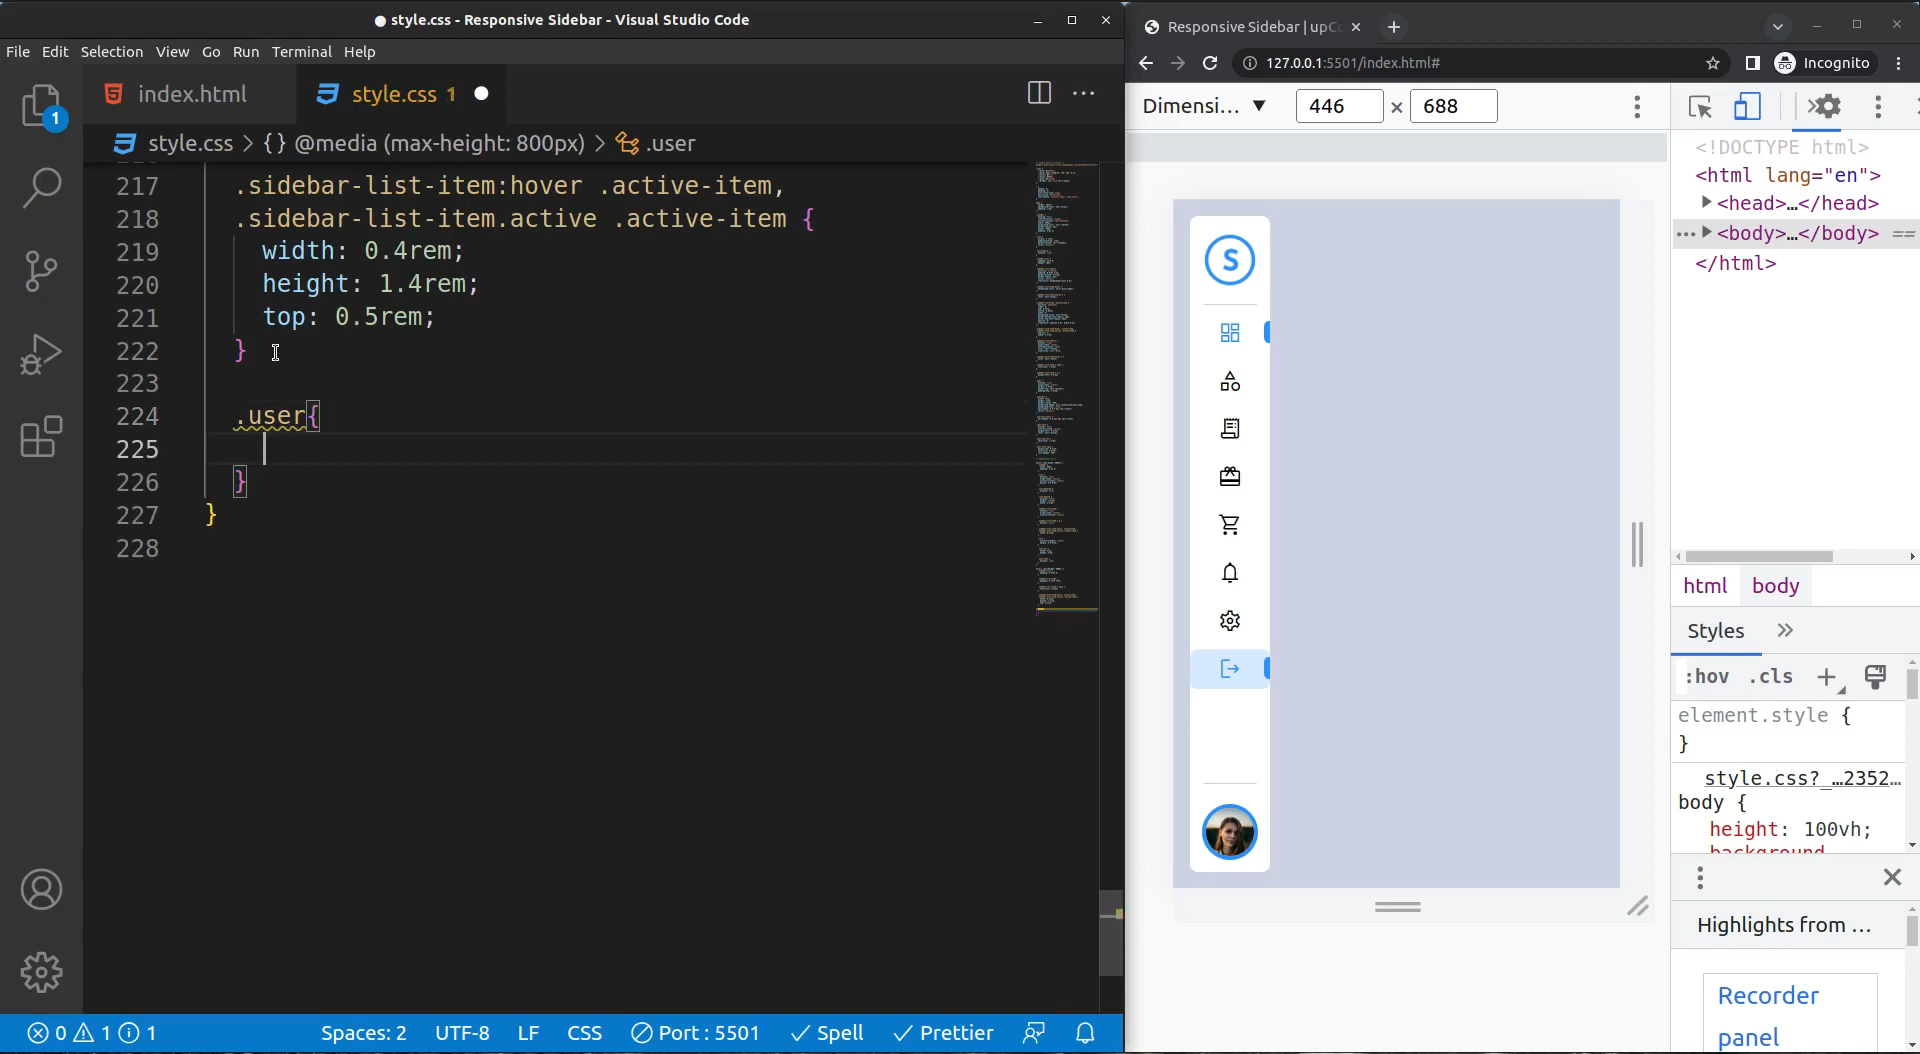 style.css - Responsive Sidebar - Visual Studio Code
File Edit Selection View Go Run Terminal Help
index.html
style.css 1
style.css > {} @media (max-height: 800px) > .user
217 .sidebar-list-item:hover .active-item,
218 .sidebar-list-item.active .active-item {
219 width: 0.4rem;
220 height: 1.4rem;
221 top: 0.5rem;
222 }
223
224 .user{
225
226 }
227 }
228
1
0 1 1
Spaces: 2 UTF-8 LF CSS Port : 5501 Spell Prettier
Responsive Sidebar | upCo
127.0.0.1:5501/index.html#
Incognito
Dimensi... 446 × 688
S
<!DOCTYPE html>
<html lang="en">
<head>…</head>
<body>…</body> ==
</html>
html body
Styles
:hov .cls
element.style {
}
style.css?_…2352…
body {
height: 100vh;
background
Highlights from …
Recorder
panel